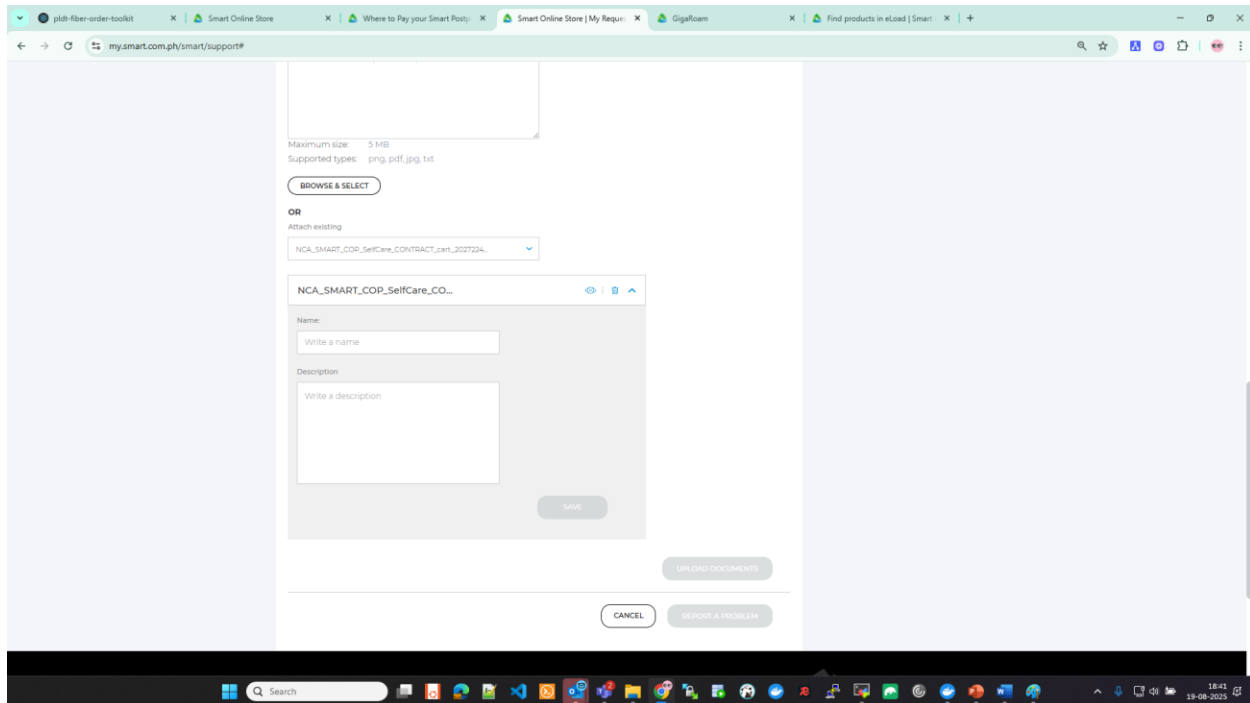 pldt-fiber-order-toolkit
Smart Online Store
Where to Pay your Smart Postp
Smart Online Store | My Reques
GigaRoam
Find products in eLoad | Smart
my.smart.com.ph/smart/support#
Maximum size: 5 MB
Supported types: png, pdf, jpg, txt
BROWSE & SELECT
OR
Attach existing
NCA_SMART_COP_SelfCare_CONTRACT_cart_2027224...
NCA_SMART_COP_SelfCare_CO...
Name:
Write a name
Description
Write a description
SAVE
UPLOAD DOCUMENTS
CANCEL
REPORT A PROBLEM
Search
18:41
19-08-2025